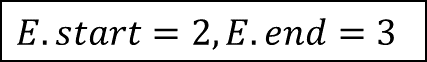 E.start = 2, E.end = 3